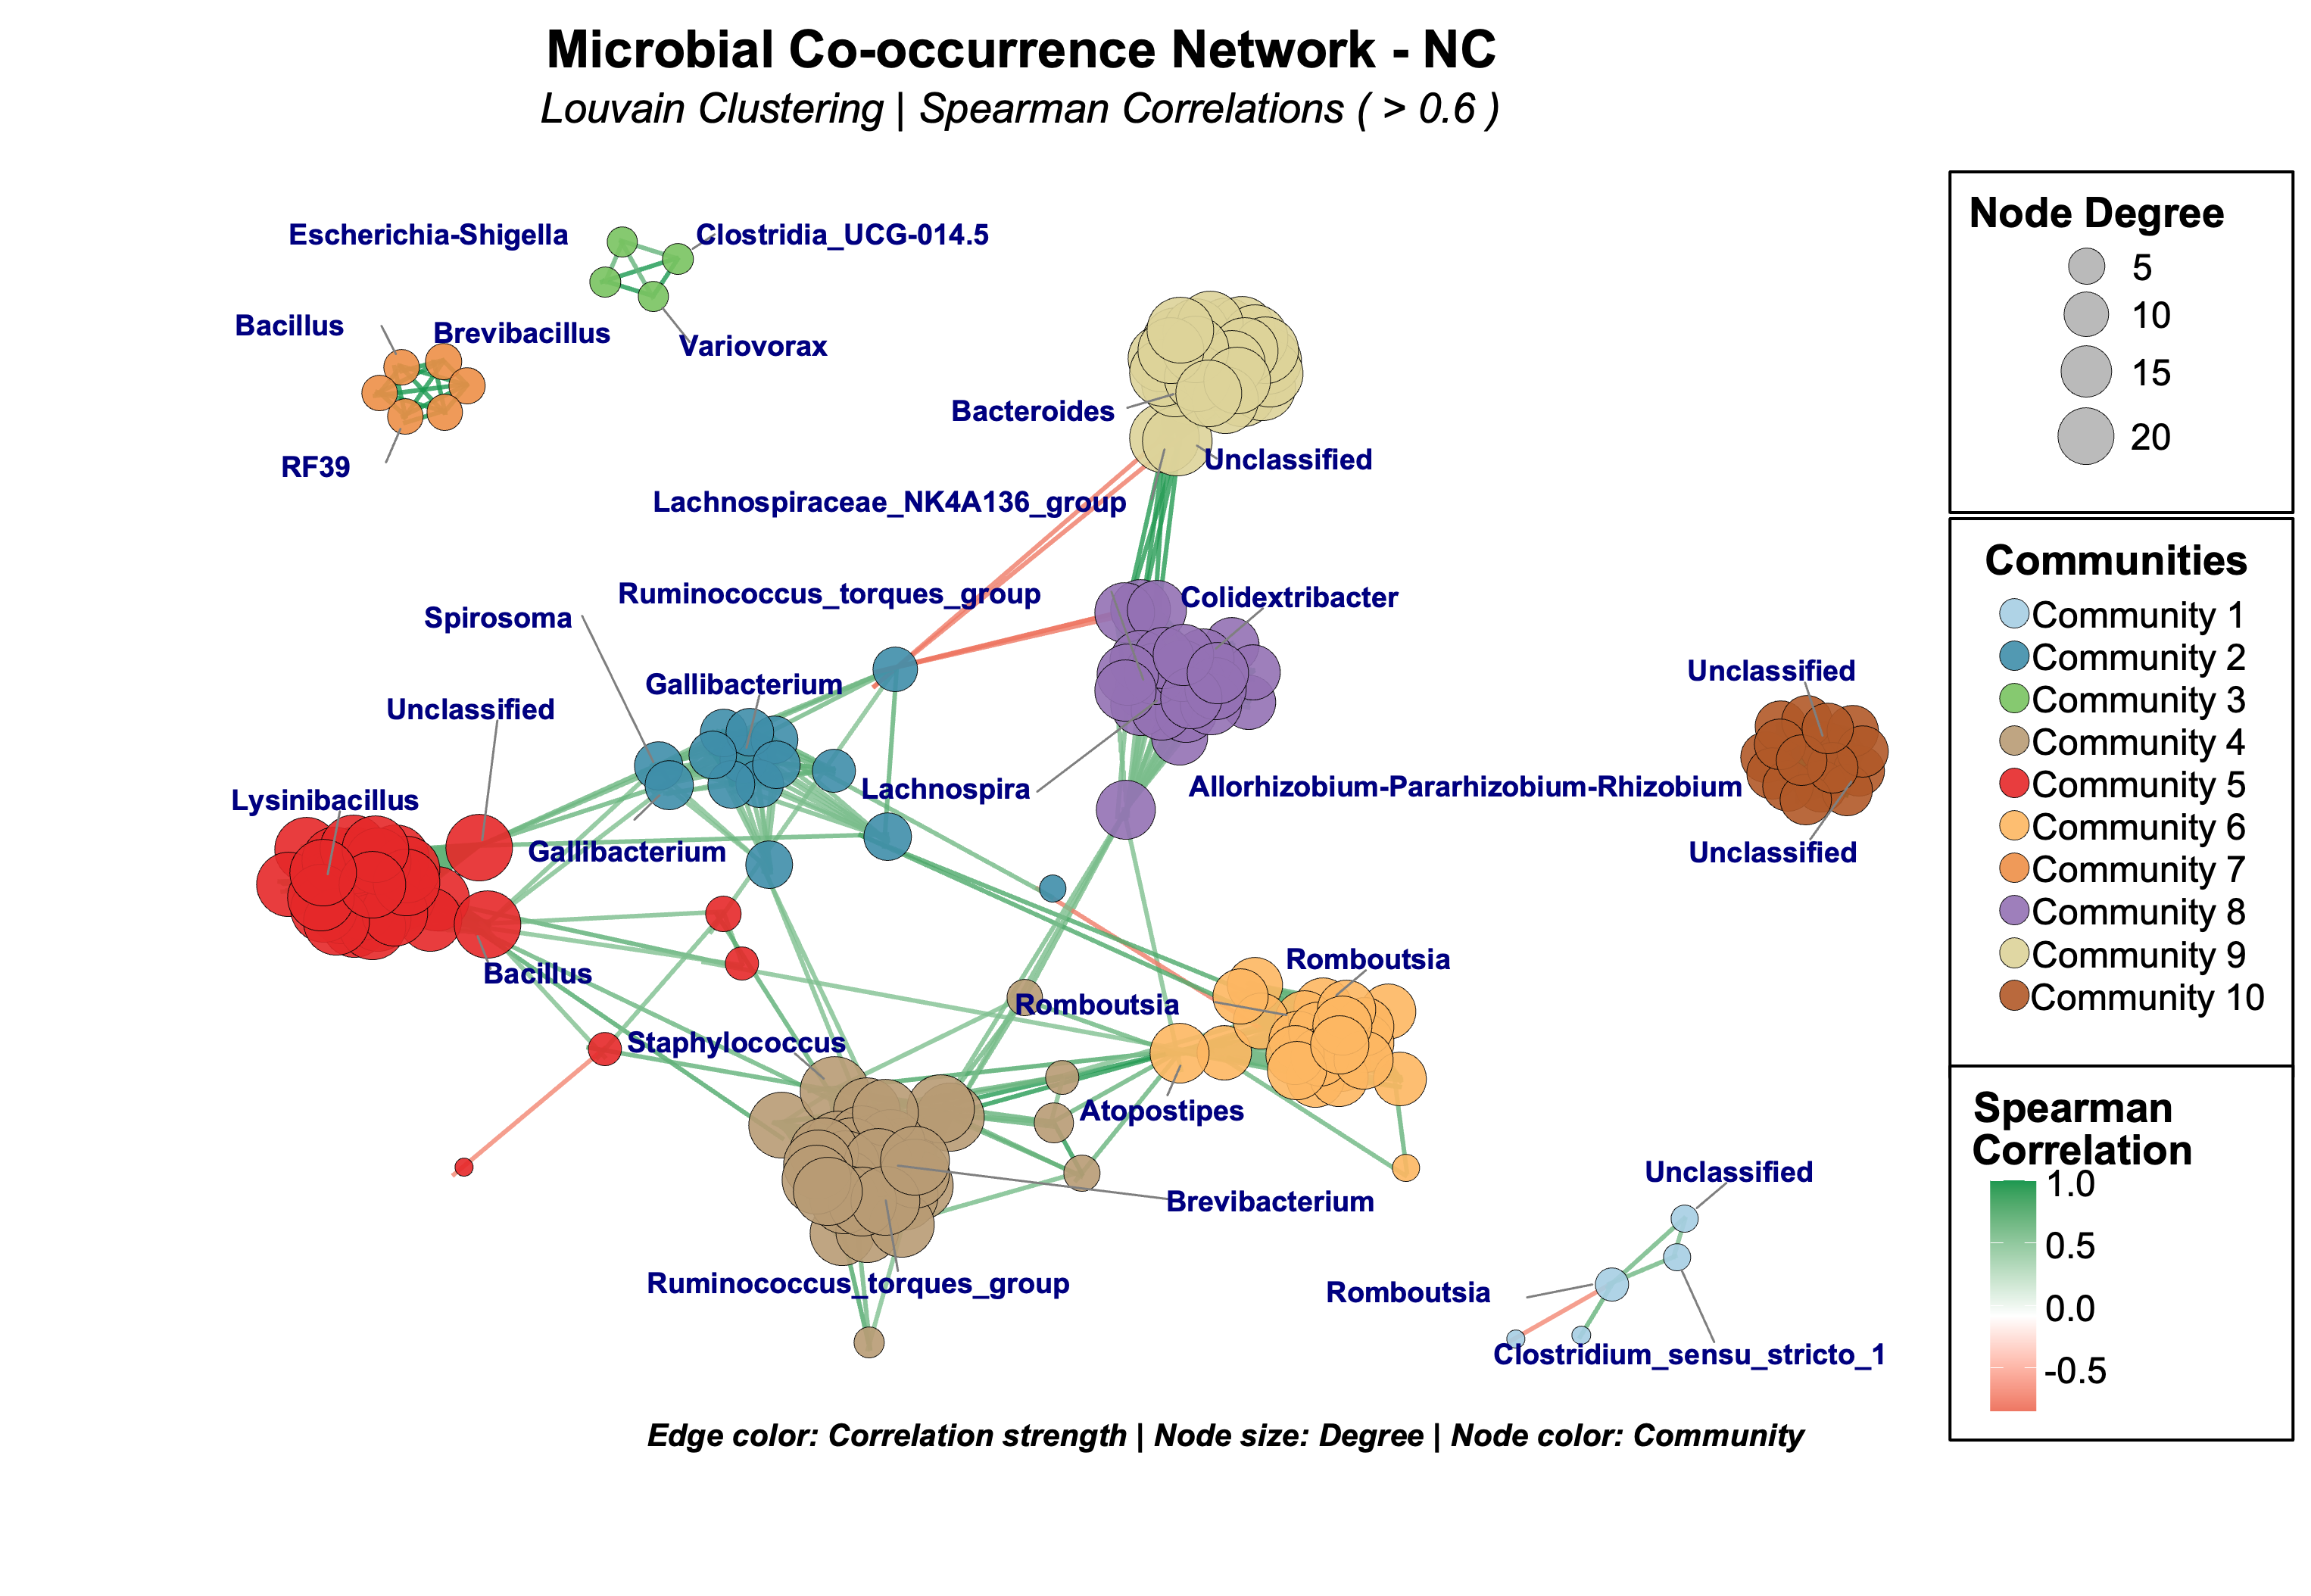 Microbial Co-occurrence Network - NC
Louvain Clustering | Spearman Correlations ( > 0.6 )
Escherichia-Shigella
Clostridia_UCG-014.5
Bacillus
Brevibacillus
Variovorax
RF39
Bacteroides
Unclassified
Lachnospiraceae_NK4A136_group
Ruminococcus_torques_group
Colidextribacter
Spirosoma
Gallibacterium
Unclassified
Unclassified
Lysinibacillus
Lachnospira
Allorhizobium-Pararhizobium-Rhizobium
Gallibacterium
Unclassified
Bacillus
Romboutsia
Romboutsia
Staphylococcus
Atopostipes
Brevibacterium
Unclassified
Ruminococcus_torques_group
Romboutsia
Clostridium_sensu_stricto_1
Edge color: Correlation strength | Node size: Degree | Node color: Community
Node Degree
5
10
15
20
Communities
Community 1
Community 2
Community 3
Community 4
Community 5
Community 6
Community 7
Community 8
Community 9
Community 10
Spearman
Correlation
1.0
0.5
0.0
-0.5